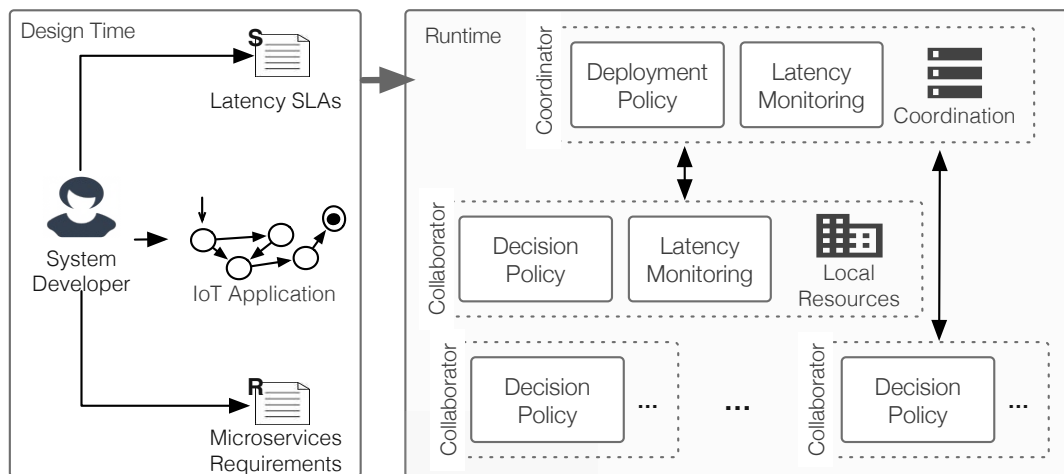 Design Time
S
Latency SLAs
System
Developer
IoT Application
R
Microservices
Requirements
Runtime
Coordinator
Deployment
Policy
Latency
Monitoring
Coordination
Collaborator
Decision
Policy
Latency
Monitoring
Local
Resources
Collaborator
Decision
Policy
...
...
Collaborator
Decision
Policy
...